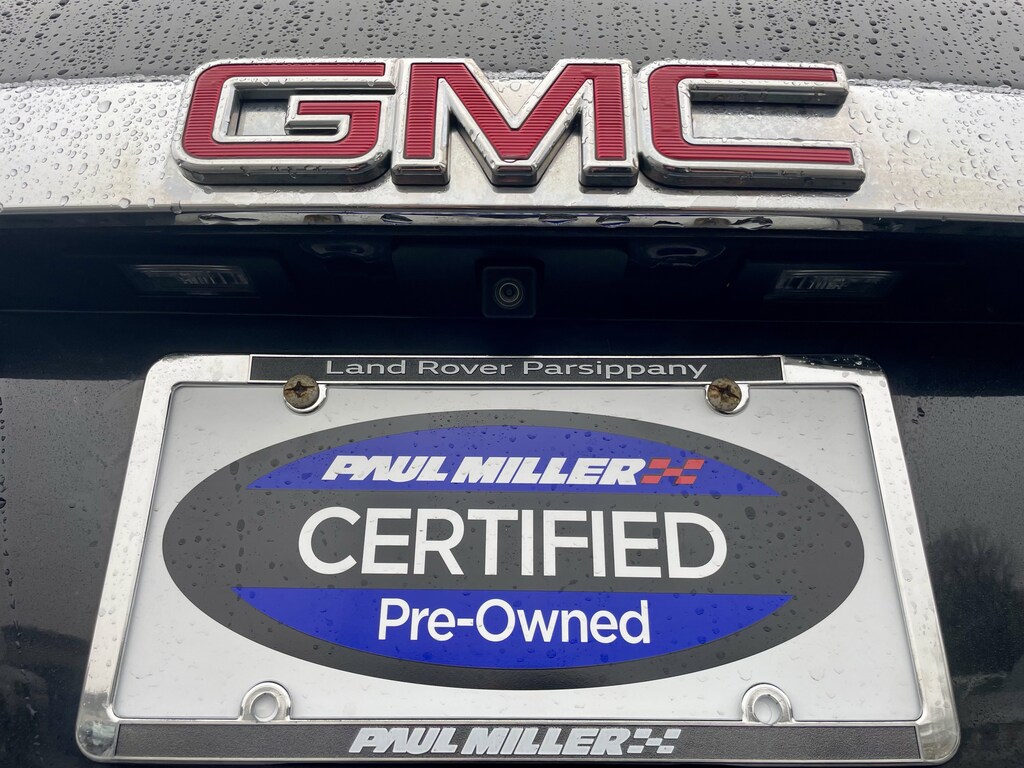 GMC
Land Rover Parsippany
PAUL MILLER
CERTIFIED
Pre-Owned
PAUL MILLER